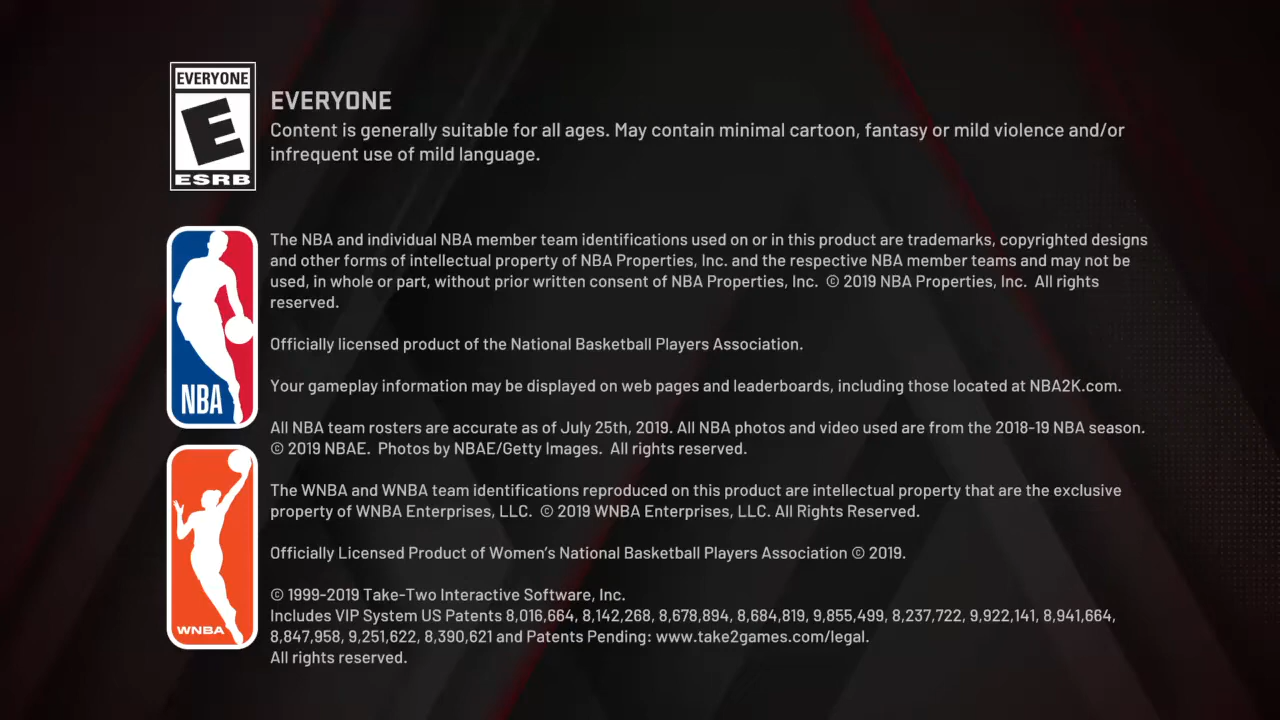 EVERYONE
E
ESRB
EVERYONE
Content is generally suitable for all ages. May contain minimal cartoon, fantasy or mild violence and/or
infrequent use of mild language.
The NBA and individual NBA member team identifications used on or in this product are trademarks, copyrighted designs
and other forms of intellectual property of NBA Properties, Inc. and the respective NBA member teams and may not be
used, in whole or part, without prior written consent of NBA Properties, Inc. © 2019 NBA Properties, Inc. All rights
reserved.
Officially licensed product of the National Basketball Players Association.
Your gameplay information may be displayed on web pages and leaderboards, including those located at NBA2K.com.
NBA
All NBA team rosters are accurate as of July 25th, 2019. All NBA photos and video used are from the 2018-19 NBA season.
© 2019 NBAE. Photos by NBAE/Getty Images. All rights reserved.
The WNBA and WNBA team identifications reproduced on this product are intellectual property that are the exclusive
property of WNBA Enterprises, LLC. © 2019 WNBA Enterprises, LLC. All Rights Reserved.
Officially Licensed Product of Women's National Basketball Players Association © 2019.
© 1999-2019 Take-Two Interactive Software, Inc.
Includes VIP System US Patents 8,016,664, 8,142,268, 8,678,894, 8,684,819, 9,855,499, 8,237,722, 9,922,141, 8,941,664,
8,847,958, 9,251,622, 8,390,621 and Patents Pending: www.take2games.com/legal.
All rights reserved.
WNBA